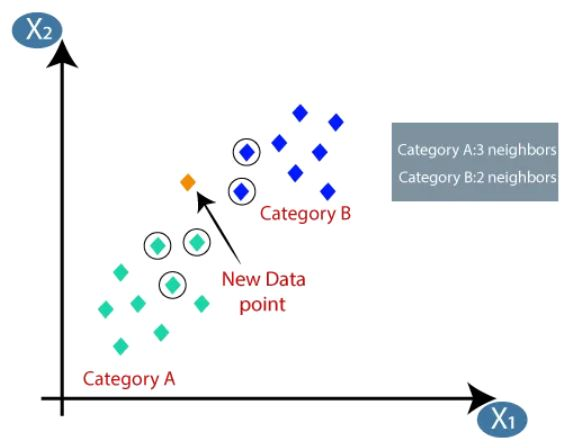 X2
Category A:3 neighbors
Category B:2 neighbors
Category B
New Data
point
Category A
X1